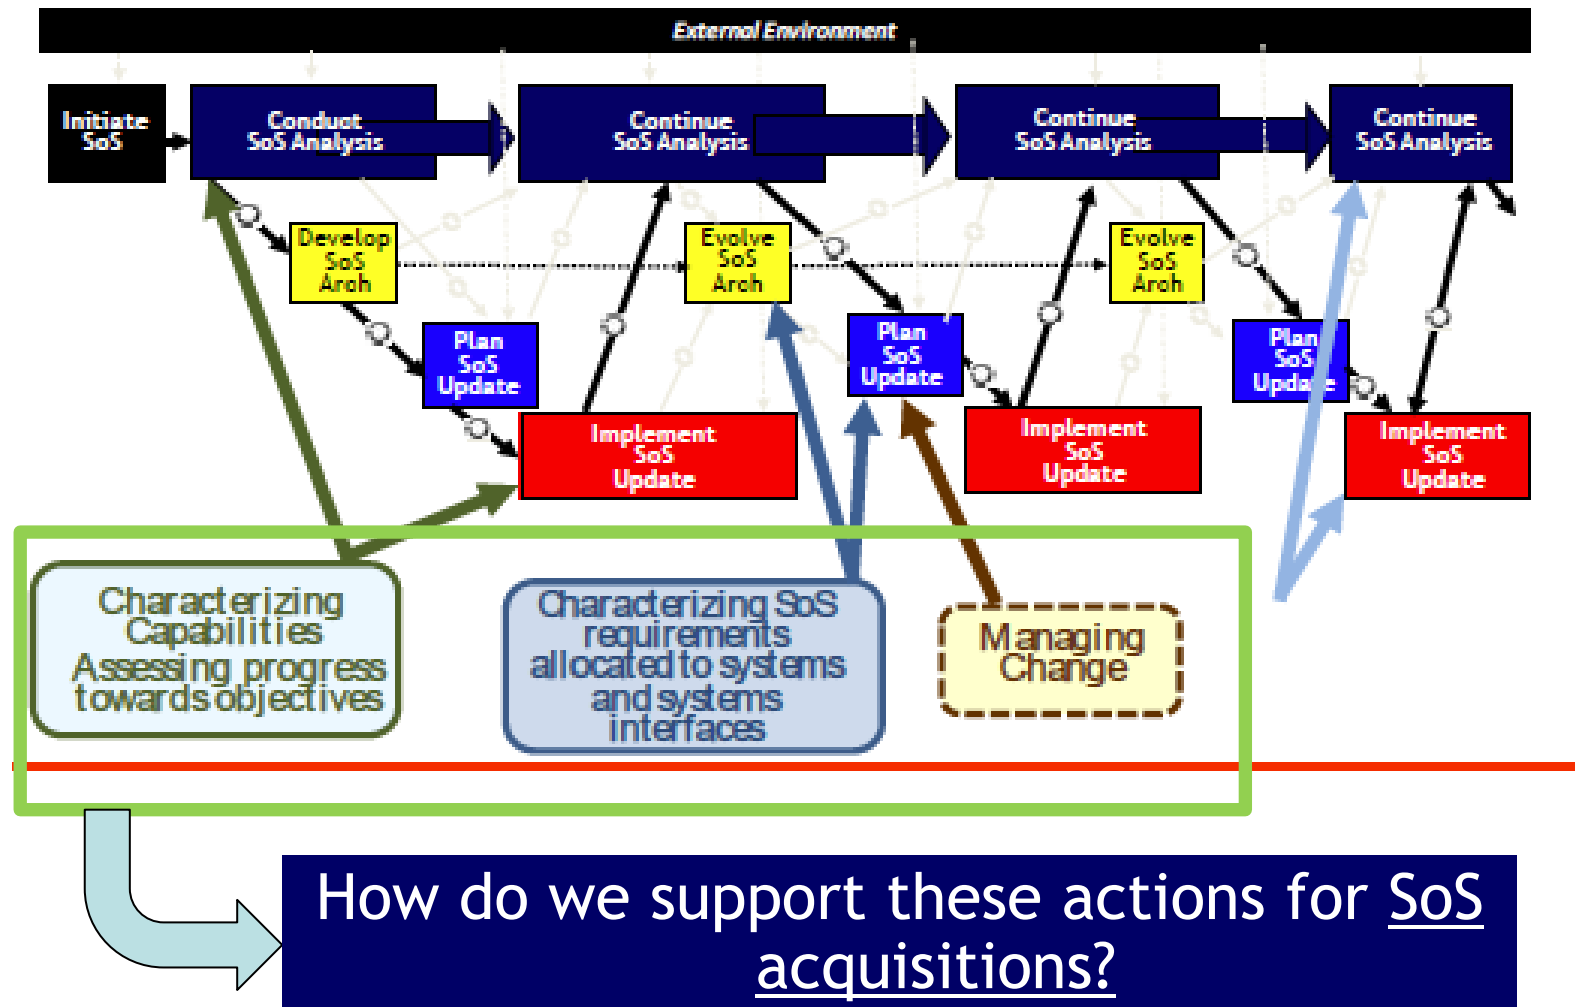 External Environment
Initiate
SoS
Conduct
SoS Analysis
Continue
SoS Analysis
Continue
SoS Analysis
Continue
SoS Analysis
Develop
SoS
Arch
Evolve
SoS
Arch
Evolve
SoS
Arch
Plan
SoS
Update
Plan
SoS
Update
Plan
SoS
Update
Implement
SoS
Update
Implement
SoS
Update
Implement
SoS
Update
Characterizing
Capabilities
Assessing progress
towards objectives
Characterizing SoS
requirements
allocated to systems
and systems
interfaces
Managing
Change
How do we support these actions for SoS
acquisitions?